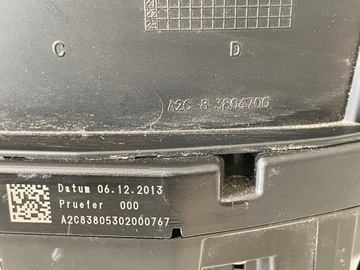 C D
A2C 8 3804700
Datum 06.12.2013
Pruefer 000
A2C83805302000767